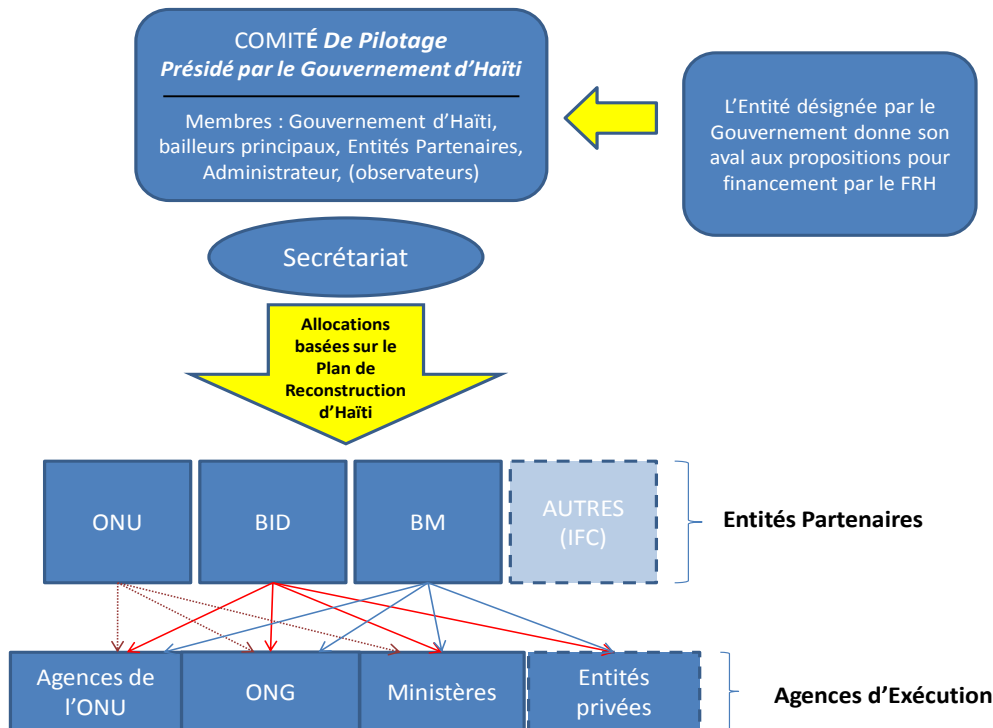 COMITÉ De Pilotage
Présidé par le Gouvernement d'Haïti
Membres : Gouvernement d'Haïti,
bailleurs principaux, Entités Partenaires,
Administrateur, (observateurs)
L'Entité désignée par le
Gouvernement donne son
aval aux propositions pour
financement par le FRH
Secrétariat
Allocations
basées sur le
Plan de
Reconstruction
d'Haïti
ONU
BID
BM
AUTRES
(IFC)
Entités Partenaires
Agences de
l'ONU
ONG
Ministères
Entités
privées
Agences d'Exécution